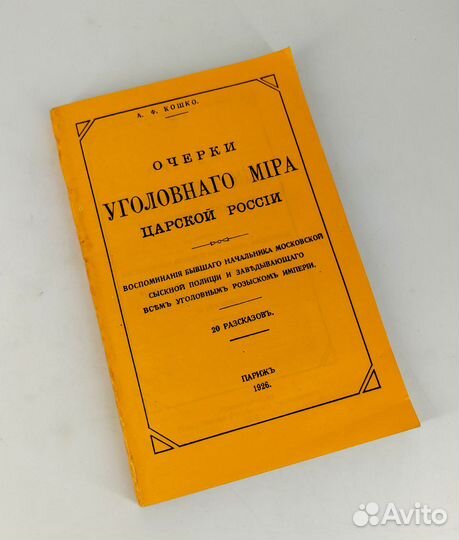 А. Ф. КОШКО.
ОЧЕРКИ
УГОЛОВНАГО МІРА
ЦАРСКОЙ РОССІИ
ВОСПОМИНАНІЯ БЫВШАГО НАЧАЛЬНИКА МОСКОВСКОЙ
СЫСКНОЙ ПОЛИЦІИ И ЗАВѢДЫВАЮЩАГО
ВСѢМЪ УГОЛОВНЫМЪ РОЗЫСКОМЪ ИМПЕРІИ.
20 РАЗСКАЗОВЪ.
ПАРИЖЪ
1926.
Avito